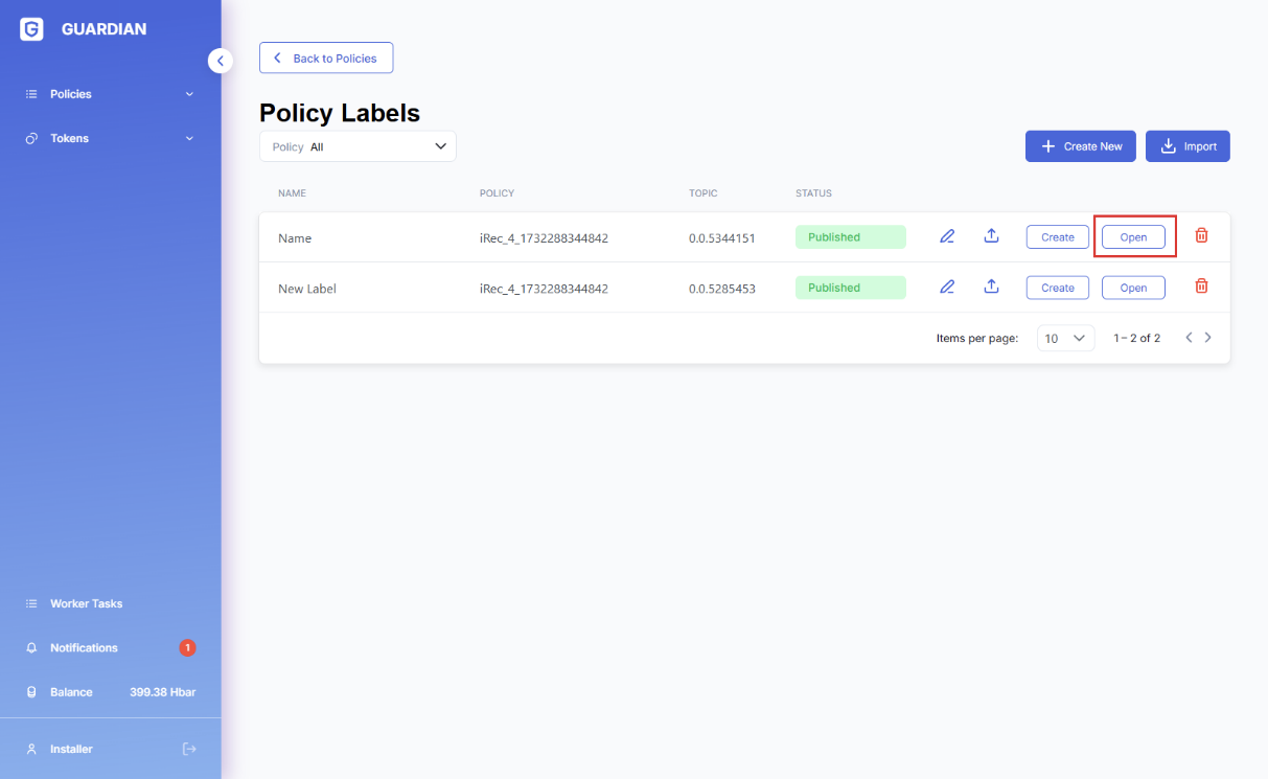 GUARDIAN
Policies
Tokens
Worker Tasks
Notifications 1
Balance 399.38 Hbar
Installer
Back to Policies
Policy Labels
Policy All
Create New Import
NAME POLICY TOPIC STATUS
Name iRec_4_1732288344842 0.0.5344151 Published Create Open
New Label iRec_4_1732288344842 0.0.5285453 Published Create Open
Items per page: 10 1 – 2 of 2